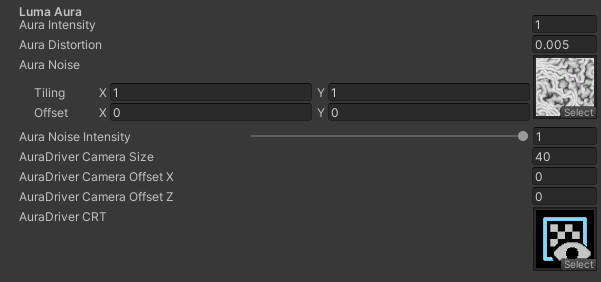 Luma Aura
Aura Intensity 1
Aura Distortion 0.005
Aura Noise
Tiling X 1 Y 1
Offset X 0 Y 0
Select
Aura Noise Intensity 1
AuraDriver Camera Size 40
AuraDriver Camera Offset X 0
AuraDriver Camera Offset Z 0
AuraDriver CRT
Select